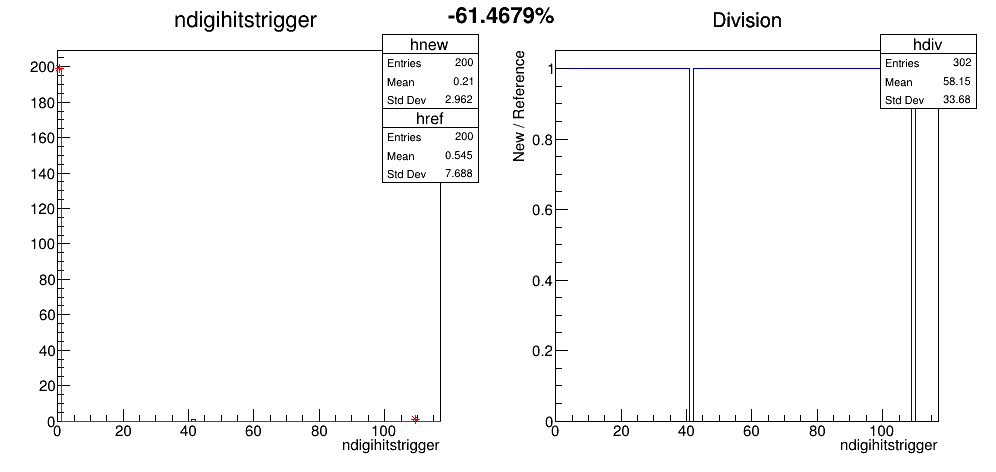 -61.4679%
ndigihitstrigger
hnew
Entries 200
Mean 0.21
Std Dev 2.962
href
Entries 200
Mean 0.545
Std Dev 7.688
200
180
160
140
120
100
80
60
40
20
0
0 20 40 60 80 100
ndigihitstrigger
Division
hdiv
Entries 302
Mean 58.15
Std Dev 33.68
New / Reference
1
0.8
0.6
0.4
0.2
0
0 20 40 60 80 100
ndigihitstrigger